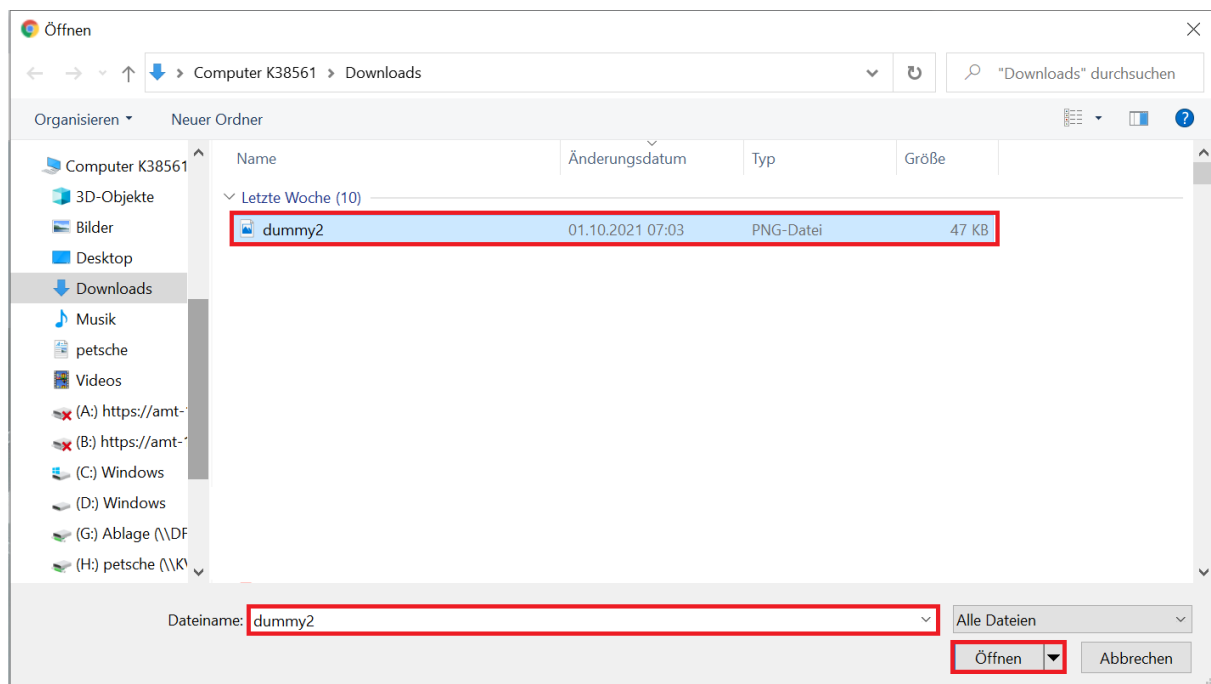 Öffnen
Computer K38561 > Downloads
"Downloads" durchsuchen
Organisieren
Neuer Ordner
Computer K38561
3D-Objekte
Bilder
Desktop
Downloads
Musik
petsche
Videos
(A:) https://amt-
(B:) https://amt-
(C:) Windows
(D:) Windows
(G:) Ablage (\\DF
(H:) petsche (\\K
Name Änderungsdatum Typ Größe
Letzte Woche (10)
dummy2 01.10.2021 07:03 PNG-Datei 47 KB
Dateiname: dummy2
Alle Dateien
Öffnen Abbrechen